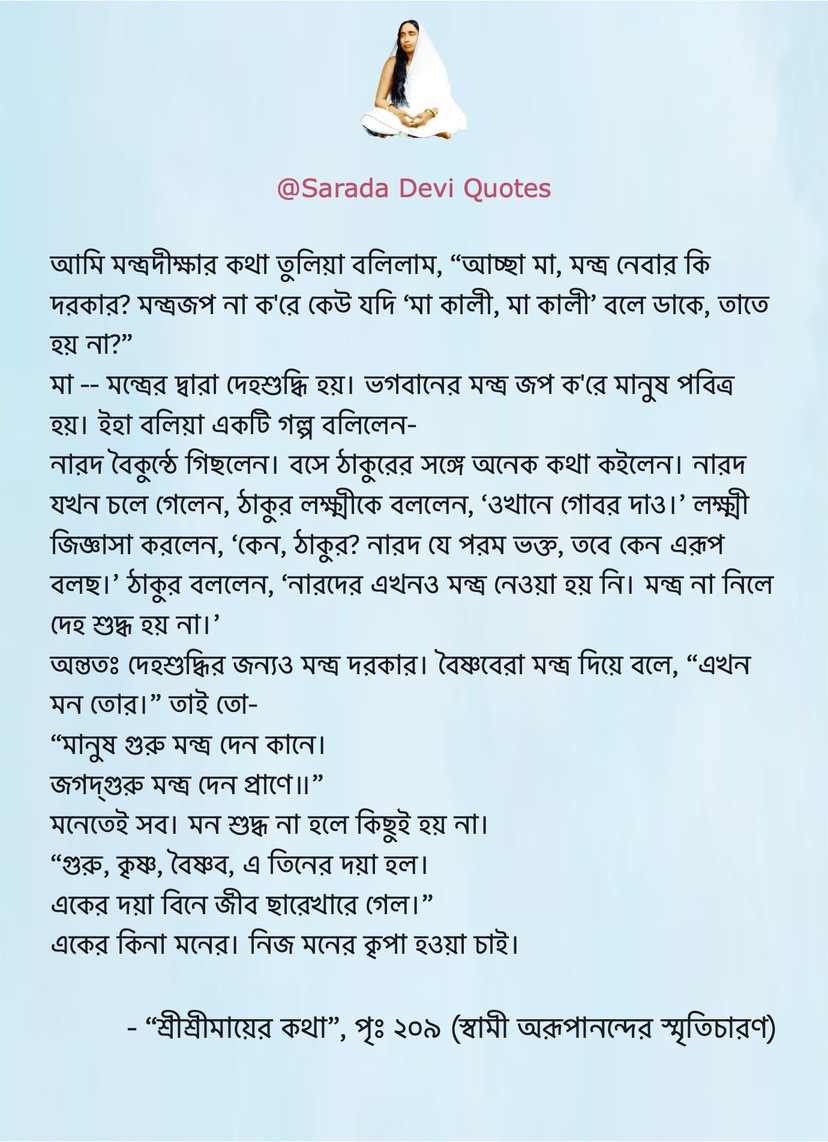 @Sarada Devi Quotes
আমি মন্ত্রদীক্ষার কথা তুলিয়া বলিলাম, “আচ্ছা মা, মন্ত্র নেবার কি
দরকার? মন্ত্রজপ না ক'রে কেউ যদি ‘মা কালী, মা কালী’ বলে ডাকে, তাতে
হয় না?”
মা -- মন্ত্রের দ্বারা দেহশুদ্ধি হয়। ভগবানের মন্ত্র জপ ক'রে মানুষ পবিত্র
হয়। ইহা বলিয়া একটি গল্প বলিলেন-
নারদ বৈকুন্ঠে গিছলেন। বসে ঠাকুরের সঙ্গে অনেক কথা কইলেন। নারদ
যখন চলে গেলেন, ঠাকুর লক্ষ্মীকে বললেন, ‘ওখানে গোবর দাও।’ লক্ষ্মী
জিজ্ঞাসা করলেন, ‘কেন, ঠাকুর? নারদ যে পরম ভক্ত, তবে কেন এরূপ
বলছ।’ ঠাকুর বললেন, ‘নারদের এখনও মন্ত্র নেওয়া হয় নি। মন্ত্র না নিলে
দেহ শুদ্ধ হয় না।’
অন্ততঃ দেহশুদ্ধির জন্যও মন্ত্র দরকার। বৈষ্ণবেরা মন্ত্র দিয়ে বলে, “এখন
মন তোর।” তাই তো-
“মানুষ গুরু মন্ত্র দেন কানে।
জগদ্‌গুরু মন্ত্র দেন প্রাণে॥”
মনেতেই সব। মন শুদ্ধ না হলে কিছুই হয় না।
“গুরু, কৃষ্ণ, বৈষ্ণব, এ তিনের দয়া হল।
একের দয়া বিনে জীব ছারেখারে গেল।”
একের কিনা মনের। নিজ মনের কৃপা হওয়া চাই।
- “শ্রীশ্রীমায়ের কথা”, পৃঃ ২০৯ (স্বামী অরূপানন্দের স্মৃতিচারণ)